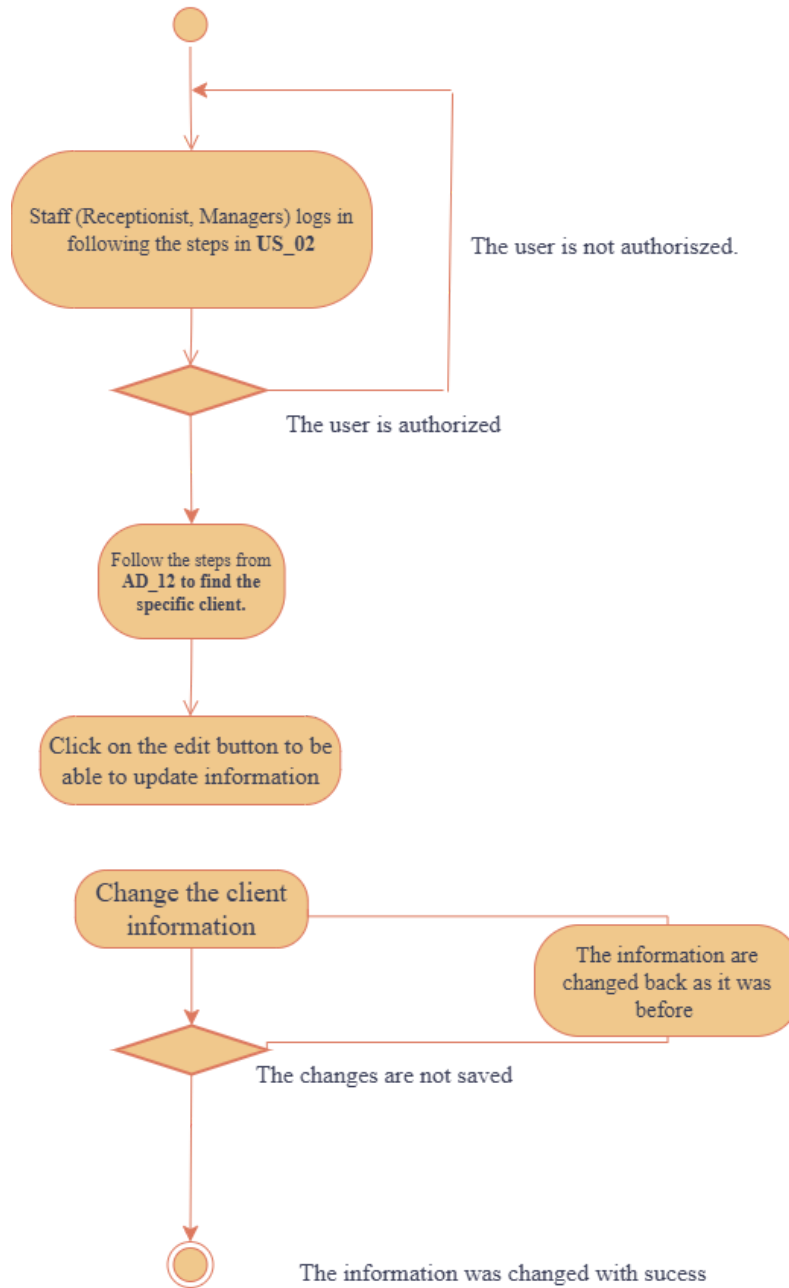 Staff (Receptionist, Managers) logs in
following the steps in US_02
The user is not authoriszed.
The user is authorized
Follow the steps from
AD_12 to find the
specific client.
Click on the edit button to be
able to update information
Change the client
information
The information are
changed back as it was
before
The changes are not saved
The information was changed with sucess